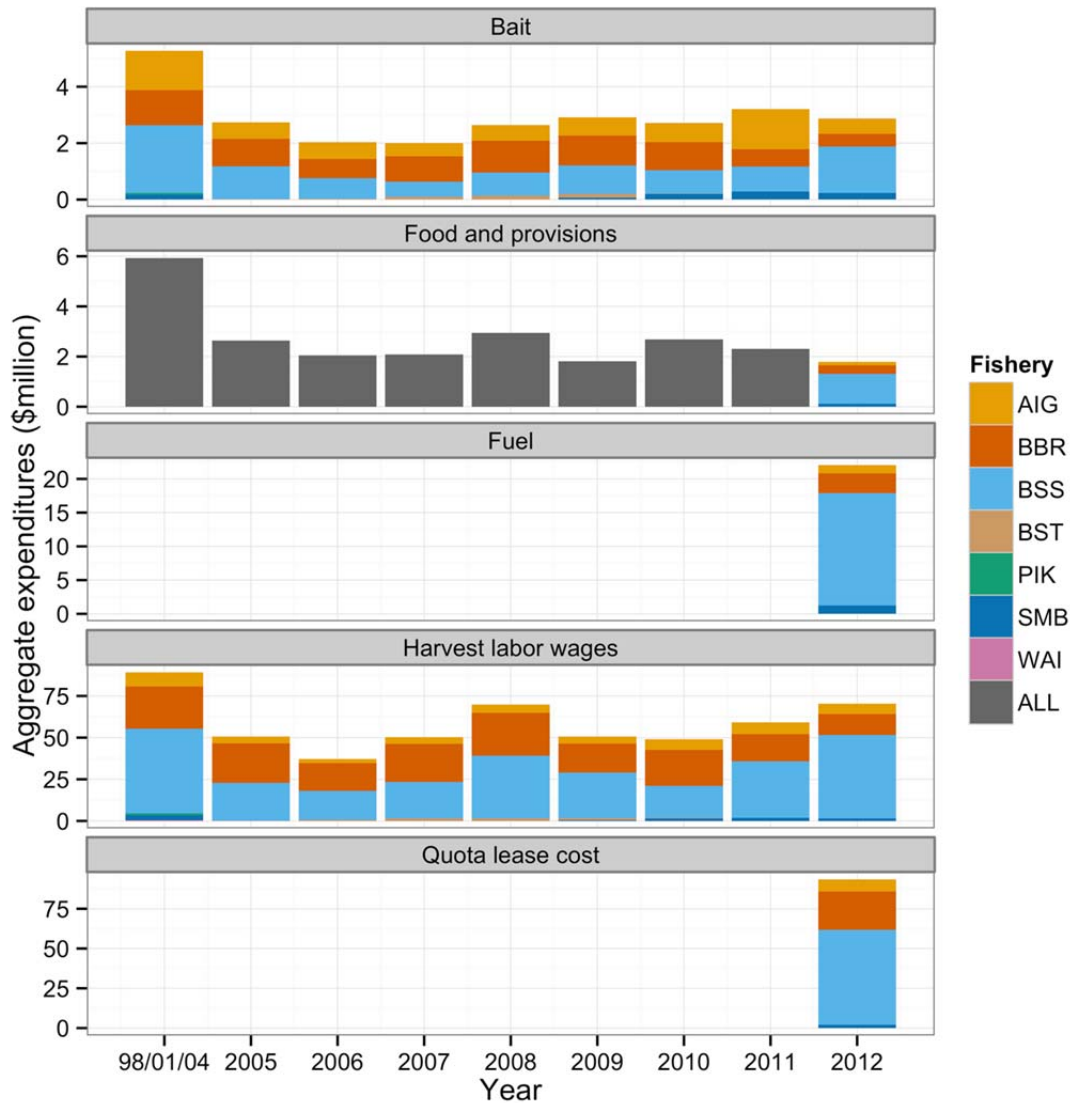 Bait
4
2
0
Food and provisions
6
4
2
0
Fuel
20
15
10
5
0
Harvest labor wages
75
50
25
0
Quota lease cost
75
50
25
0
Aggregate expenditures ($million)
98/01/04 2005 2006 2007 2008 2009 2010 2011 2012
Year
Fishery
AIG
BBR
BSS
BST
PIK
SMB
WAI
ALL